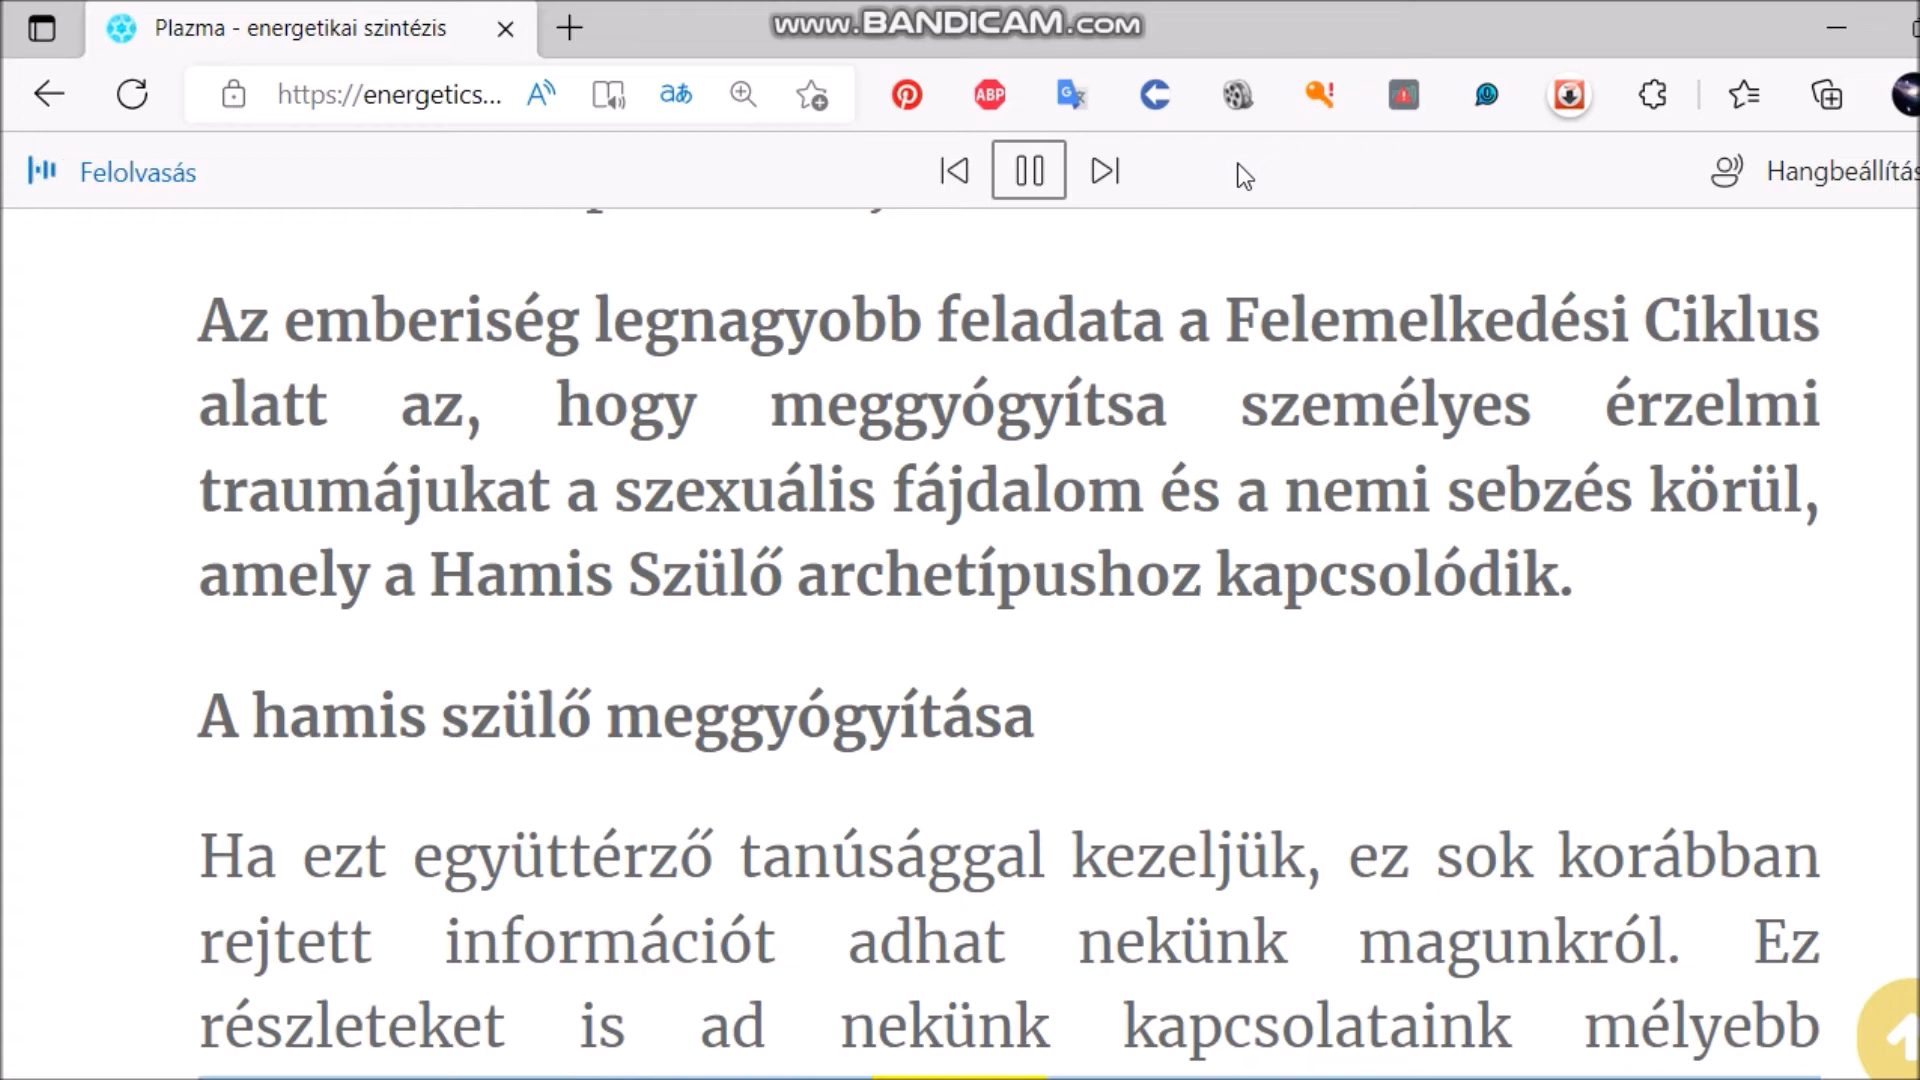 www.BANDICAM.com
Plazma - energetikai szintézis
https://energetics...
ABP
Felolvasás
Hangbeállítás
Az emberiség legnagyobb feladata a Felemelkedési Ciklus
alatt az, hogy meggyógyítsa személyes érzelmi
traumájukat a szexuális fájdalom és a nemi sebzés körül,
amely a Hamis Szülő archetípushoz kapcsolódik.
A hamis szülő meggyógyítása
Ha ezt együttérző tanúsággal kezeljük, ez sok korábban
rejtett információt adhat nekünk magunkról. Ez
részleteket is ad nekünk kapcsolataink mélyebb